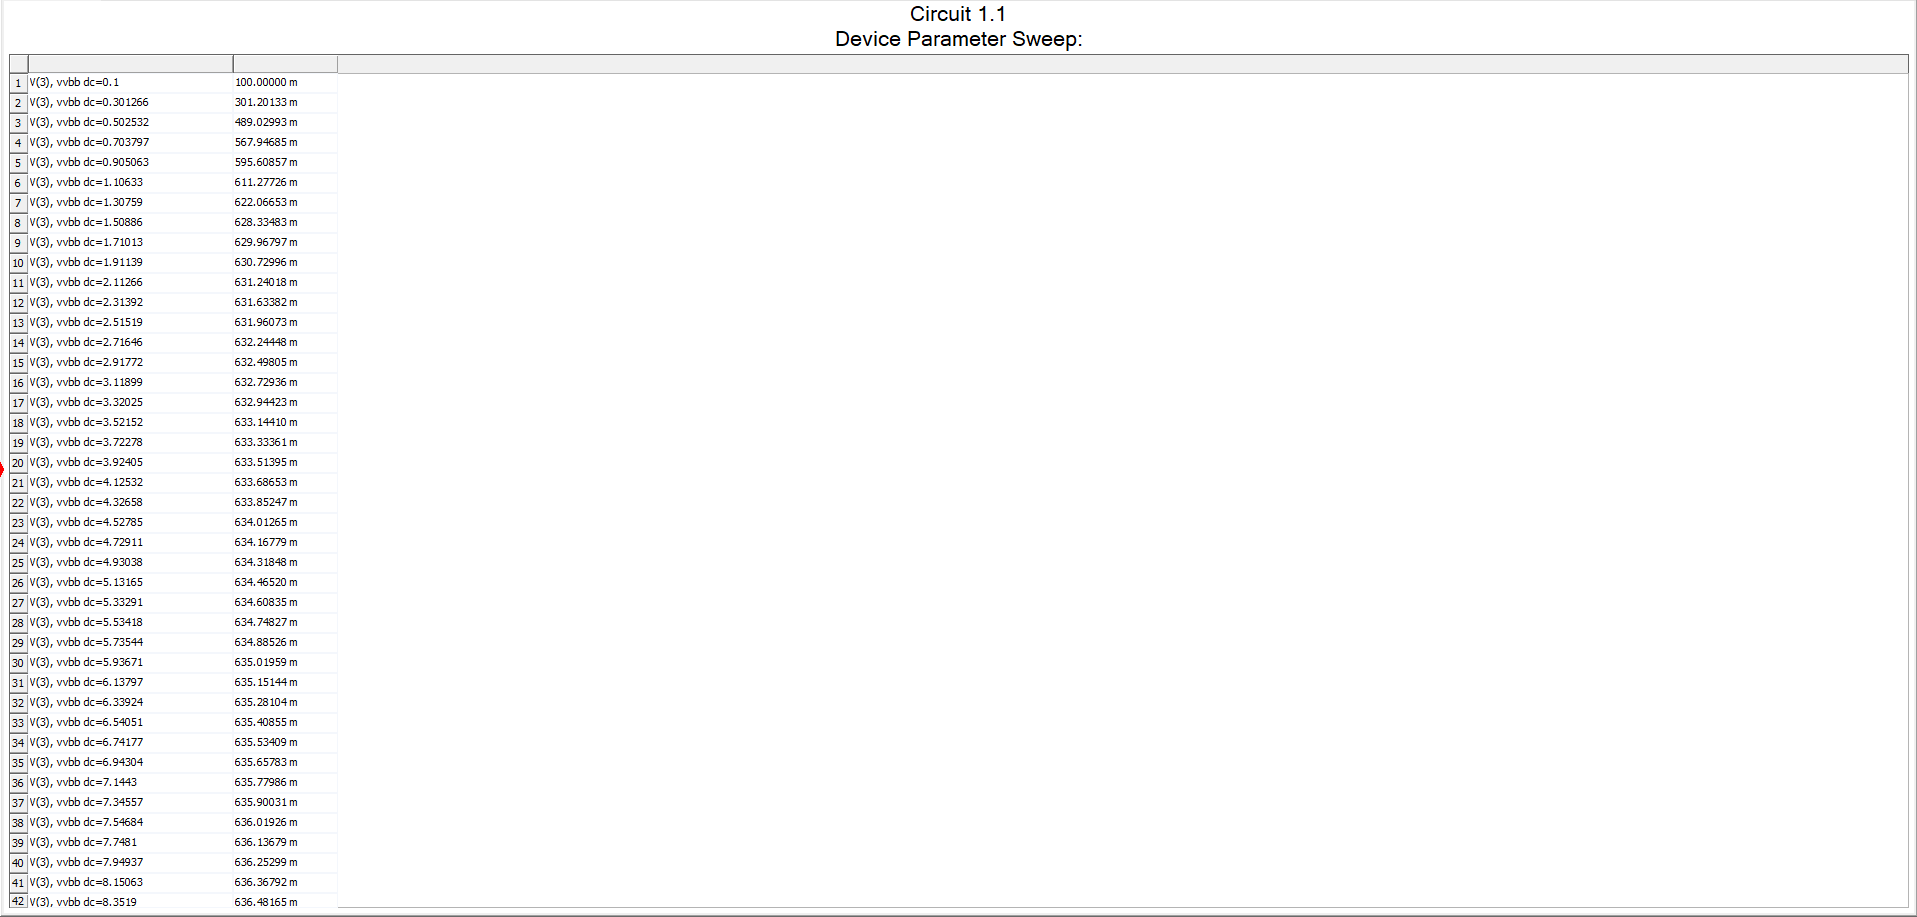 Circuit 1.1
Device Parameter Sweep:
1 V(3), vvbb dc=0.1 100.00000 m
2 V(3), vvbb dc=0.301266 301.20133 m
3 V(3), vvbb dc=0.502532 489.02993 m
4 V(3), vvbb dc=0.703797 567.94685 m
5 V(3), vvbb dc=0.905063 595.60857 m
6 V(3), vvbb dc=1.10633 611.27726 m
7 V(3), vvbb dc=1.30759 622.06653 m
8 V(3), vvbb dc=1.50886 628.33483 m
9 V(3), vvbb dc=1.71013 629.96797 m
10 V(3), vvbb dc=1.91139 630.72996 m
11 V(3), vvbb dc=2.11266 631.24018 m
12 V(3), vvbb dc=2.31392 631.63382 m
13 V(3), vvbb dc=2.51519 631.96073 m
14 V(3), vvbb dc=2.71646 632.24448 m
15 V(3), vvbb dc=2.91772 632.49805 m
16 V(3), vvbb dc=3.11899 632.72936 m
17 V(3), vvbb dc=3.32025 632.94423 m
18 V(3), vvbb dc=3.52152 633.14410 m
19 V(3), vvbb dc=3.72278 633.33361 m
20 V(3), vvbb dc=3.92405 633.51395 m
21 V(3), vvbb dc=4.12532 633.68653 m
22 V(3), vvbb dc=4.32658 633.85247 m
23 V(3), vvbb dc=4.52785 634.01265 m
24 V(3), vvbb dc=4.72911 634.16779 m
25 V(3), vvbb dc=4.93038 634.31848 m
26 V(3), vvbb dc=5.13165 634.46520 m
27 V(3), vvbb dc=5.33291 634.60835 m
28 V(3), vvbb dc=5.53418 634.74827 m
29 V(3), vvbb dc=5.73544 634.88526 m
30 V(3), vvbb dc=5.93671 635.01959 m
31 V(3), vvbb dc=6.13797 635.15144 m
32 V(3), vvbb dc=6.33924 635.28104 m
33 V(3), vvbb dc=6.54051 635.40855 m
34 V(3), vvbb dc=6.74177 635.53409 m
35 V(3), vvbb dc=6.94304 635.65783 m
36 V(3), vvbb dc=7.1443 635.77986 m
37 V(3), vvbb dc=7.34557 635.90031 m
38 V(3), vvbb dc=7.54684 636.01926 m
39 V(3), vvbb dc=7.7481 636.13679 m
40 V(3), vvbb dc=7.94937 636.25299 m
41 V(3), vvbb dc=8.15063 636.36792 m
42 V(3), vvbb dc=8.3519 636.48165 m